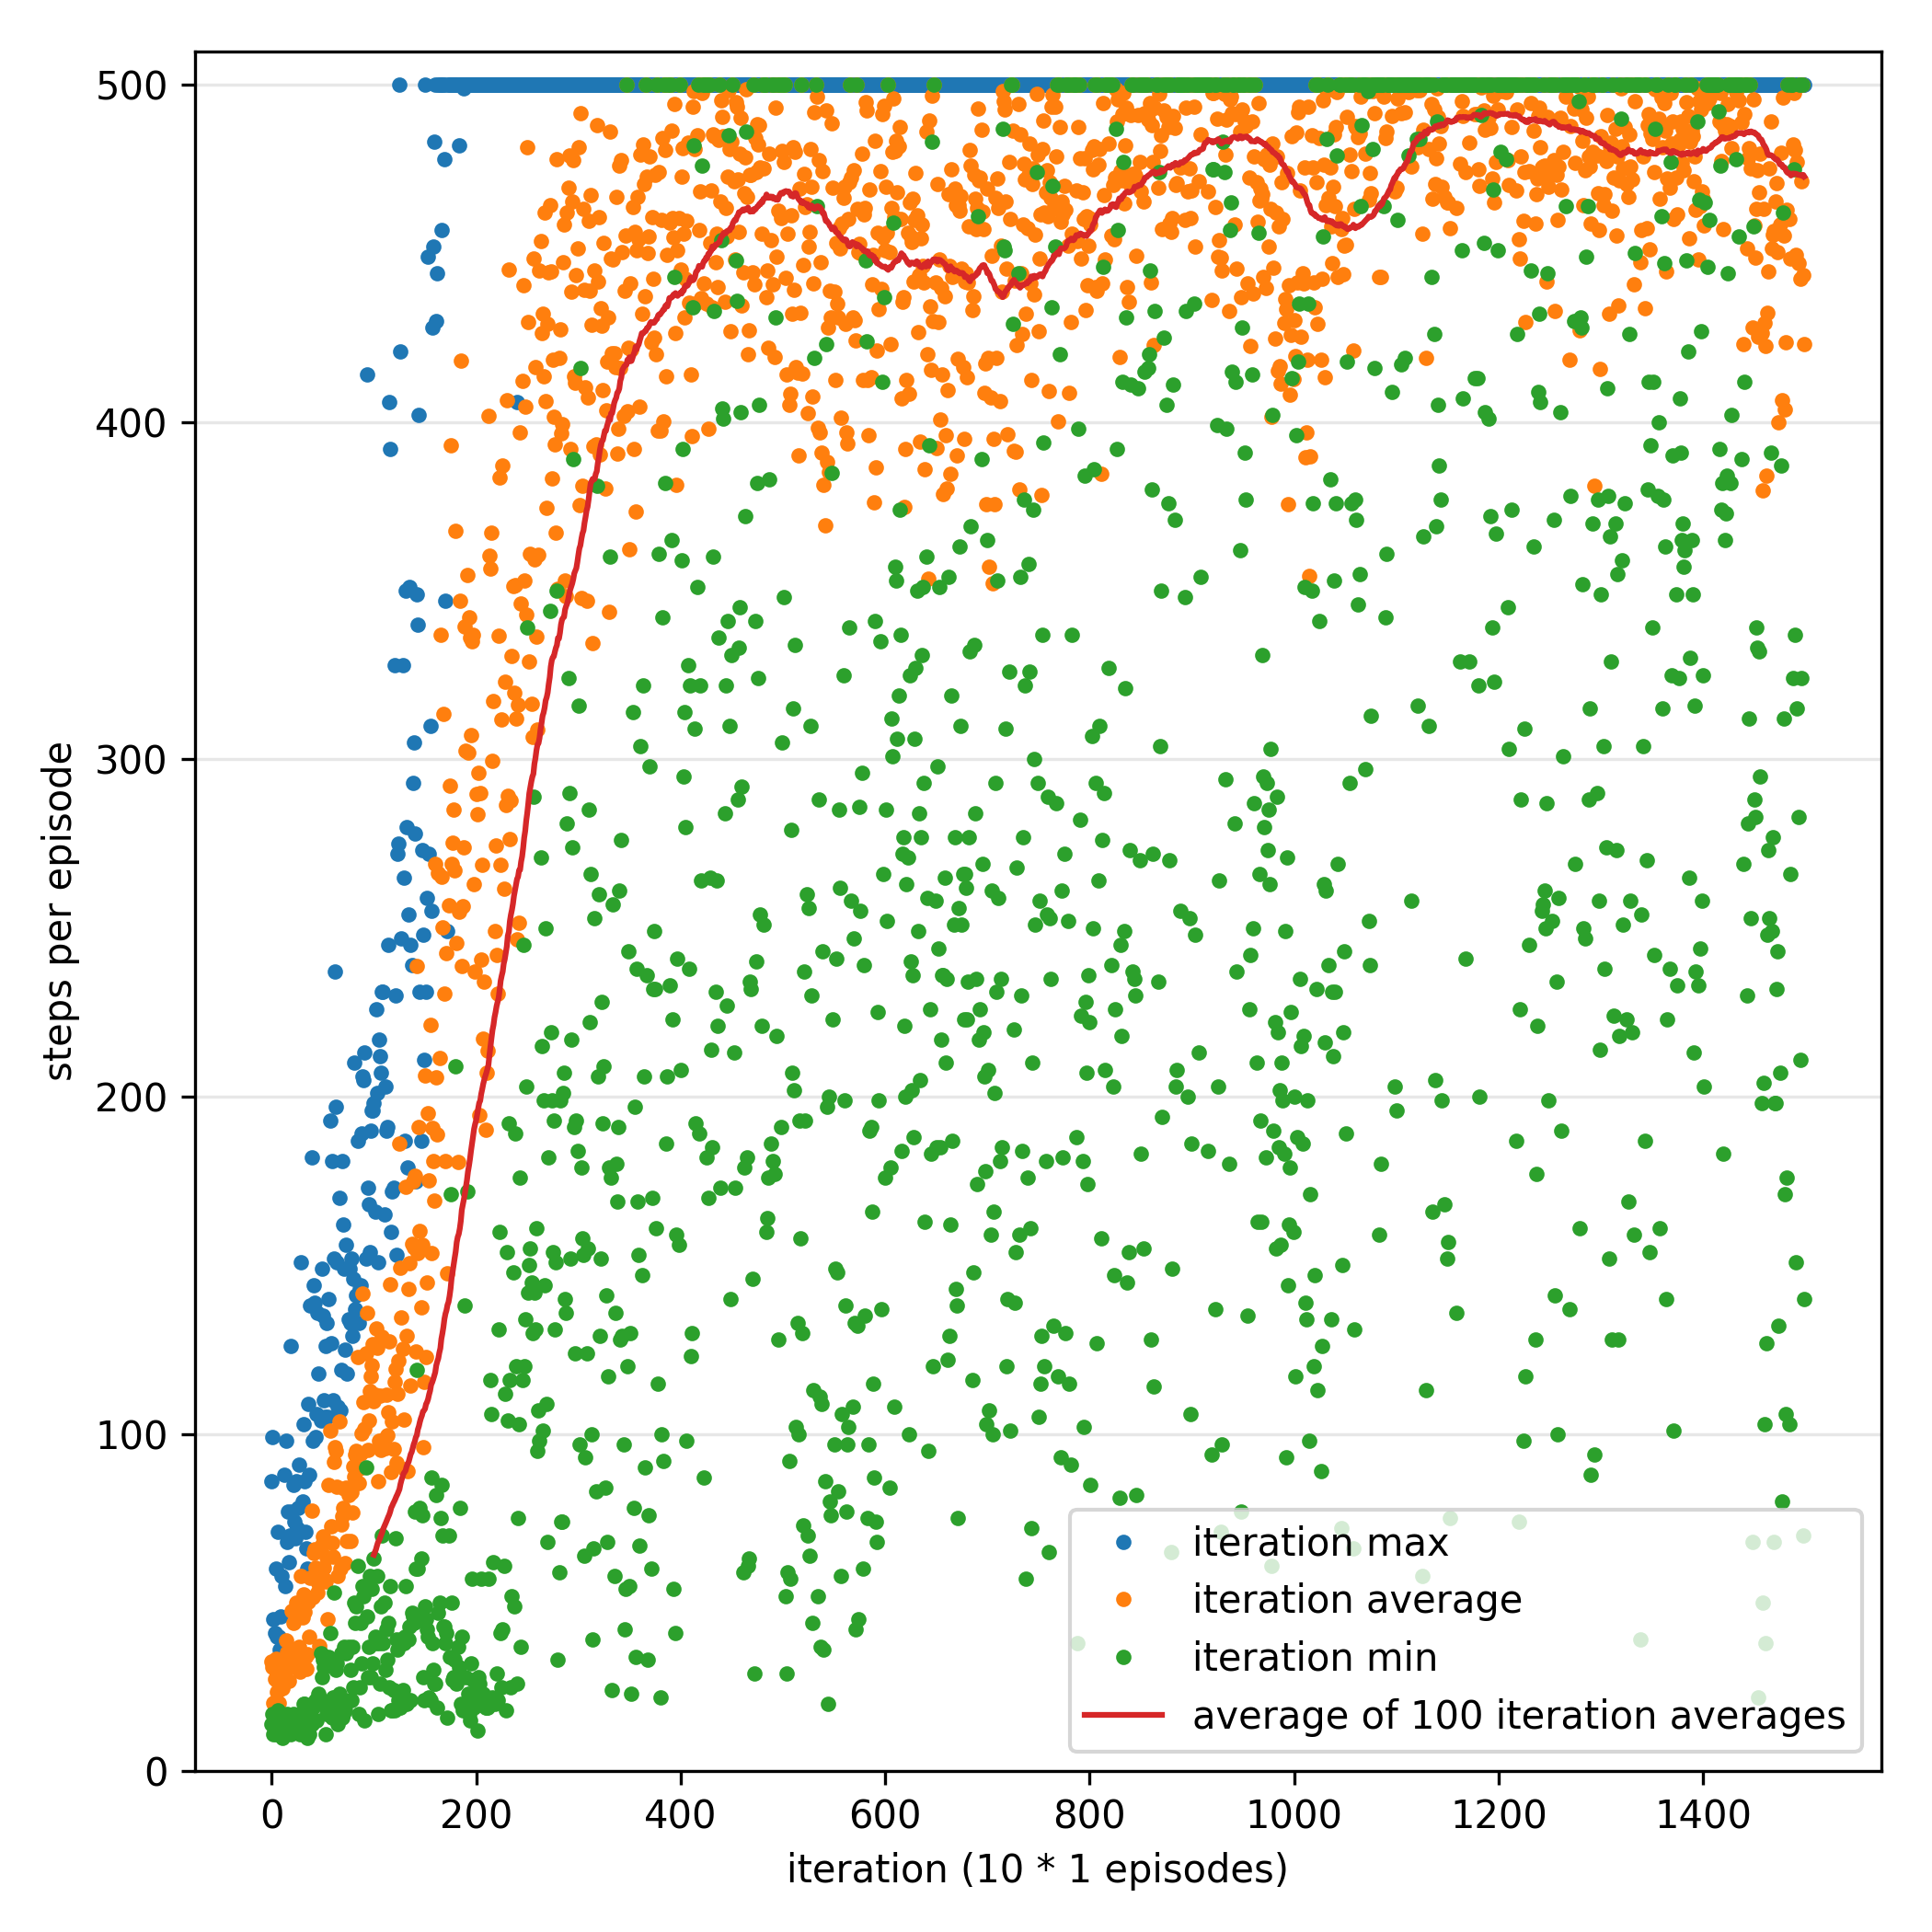 500
400
300
200
100
0
steps per episode
0 200 400 600 800 1000 1200 1400
iteration (10 * 1 episodes)
iteration max
iteration average
iteration min
average of 100 iteration averages